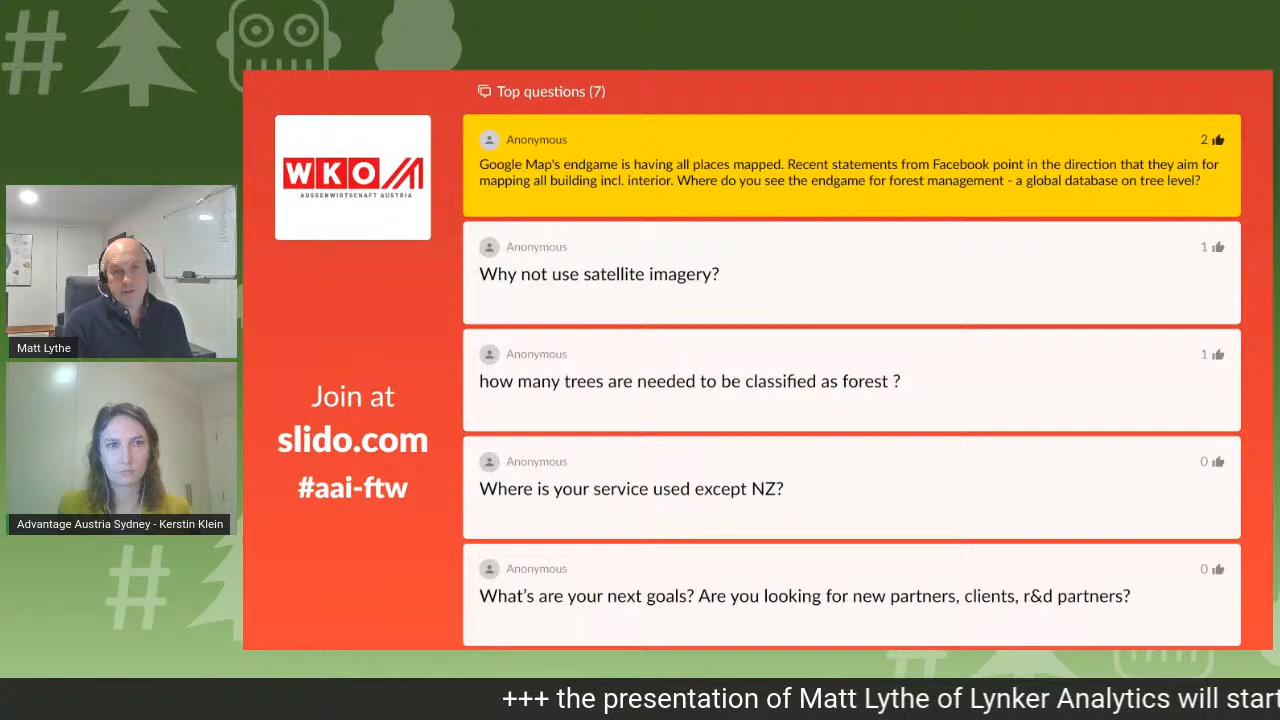 Top questions (7)
WKO
AUSSENWIRTSCHAFT AUSTRIA
Anonymous
2
Google Map's endgame is having all places mapped. Recent statements from Facebook point in the direction that they aim for
mapping all building incl. interior. Where do you see the endgame for forest management - a global database on tree level?
Anonymous
1
Why not use satellite imagery?
Anonymous
1
how many trees are needed to be classified as forest ?
Anonymous
0
Where is your service used except NZ?
Anonymous
0
What's are your next goals? Are you looking for new partners, clients, r&d partners?
Join at
slido.com
#aai-ftw
Matt Lythe
Advantage Austria Sydney - Kerstin Klein
+++ the presentation of Matt Lythe of Lynker Analytics will start